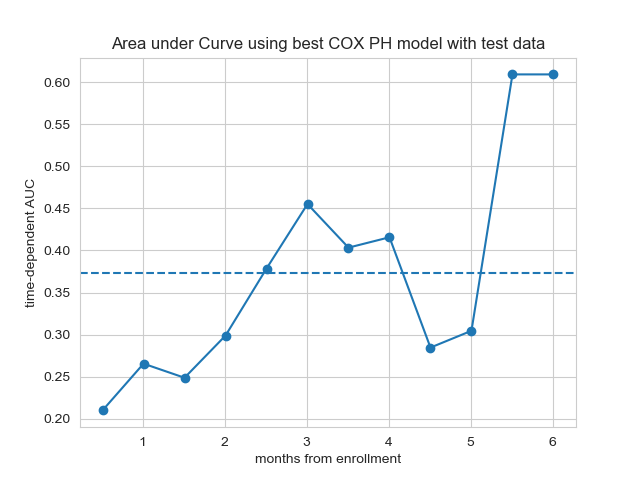 Area under Curve using best COX PH model with test data
time-dependent AUC
0.60
0.55
0.50
0.45
0.40
0.35
0.30
0.25
0.20
1 2 3 4 5 6
months from enrollment